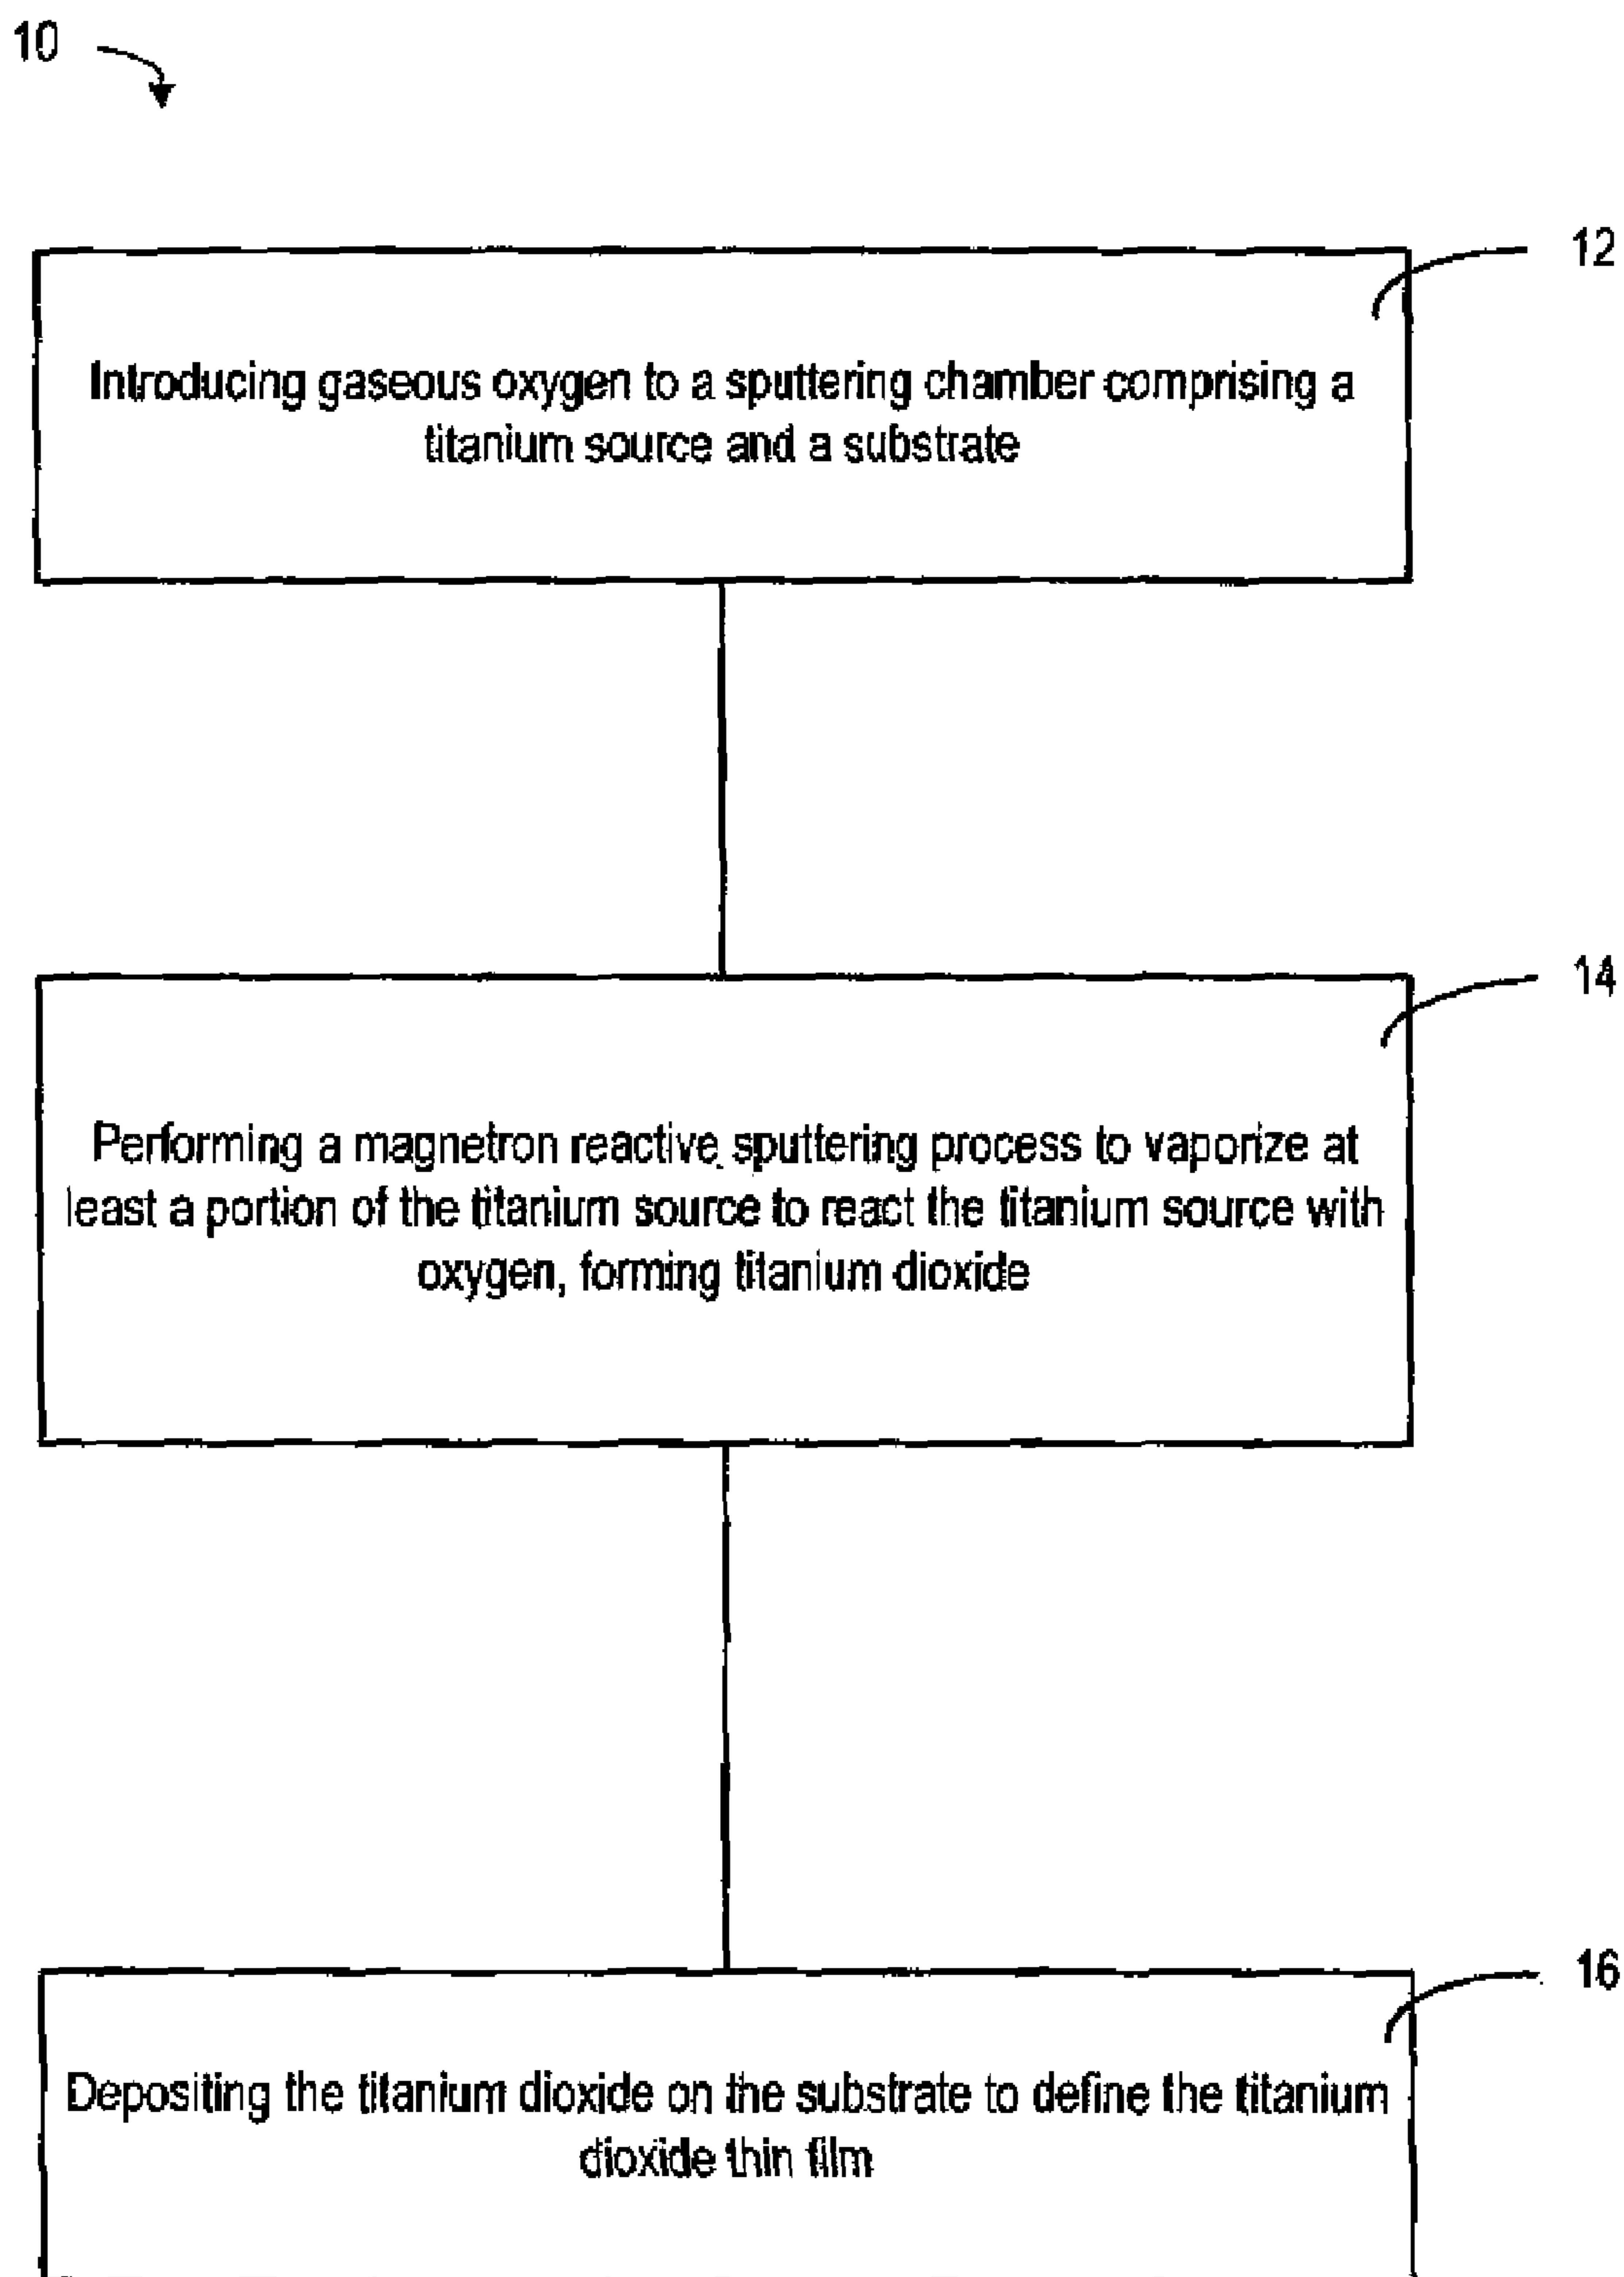 10
12
Introducing gaseous oxygen to a sputtering chamber comprising a
titanium source and a substrate
14
Performing a magnetron reactive sputtering process to vaporize at
least a portion of the titanium source to react the titanium source with
oxygen, forming titanium dioxide
16
Depositing the titanium dioxide on the substrate to define the titanium
dioxide thin film